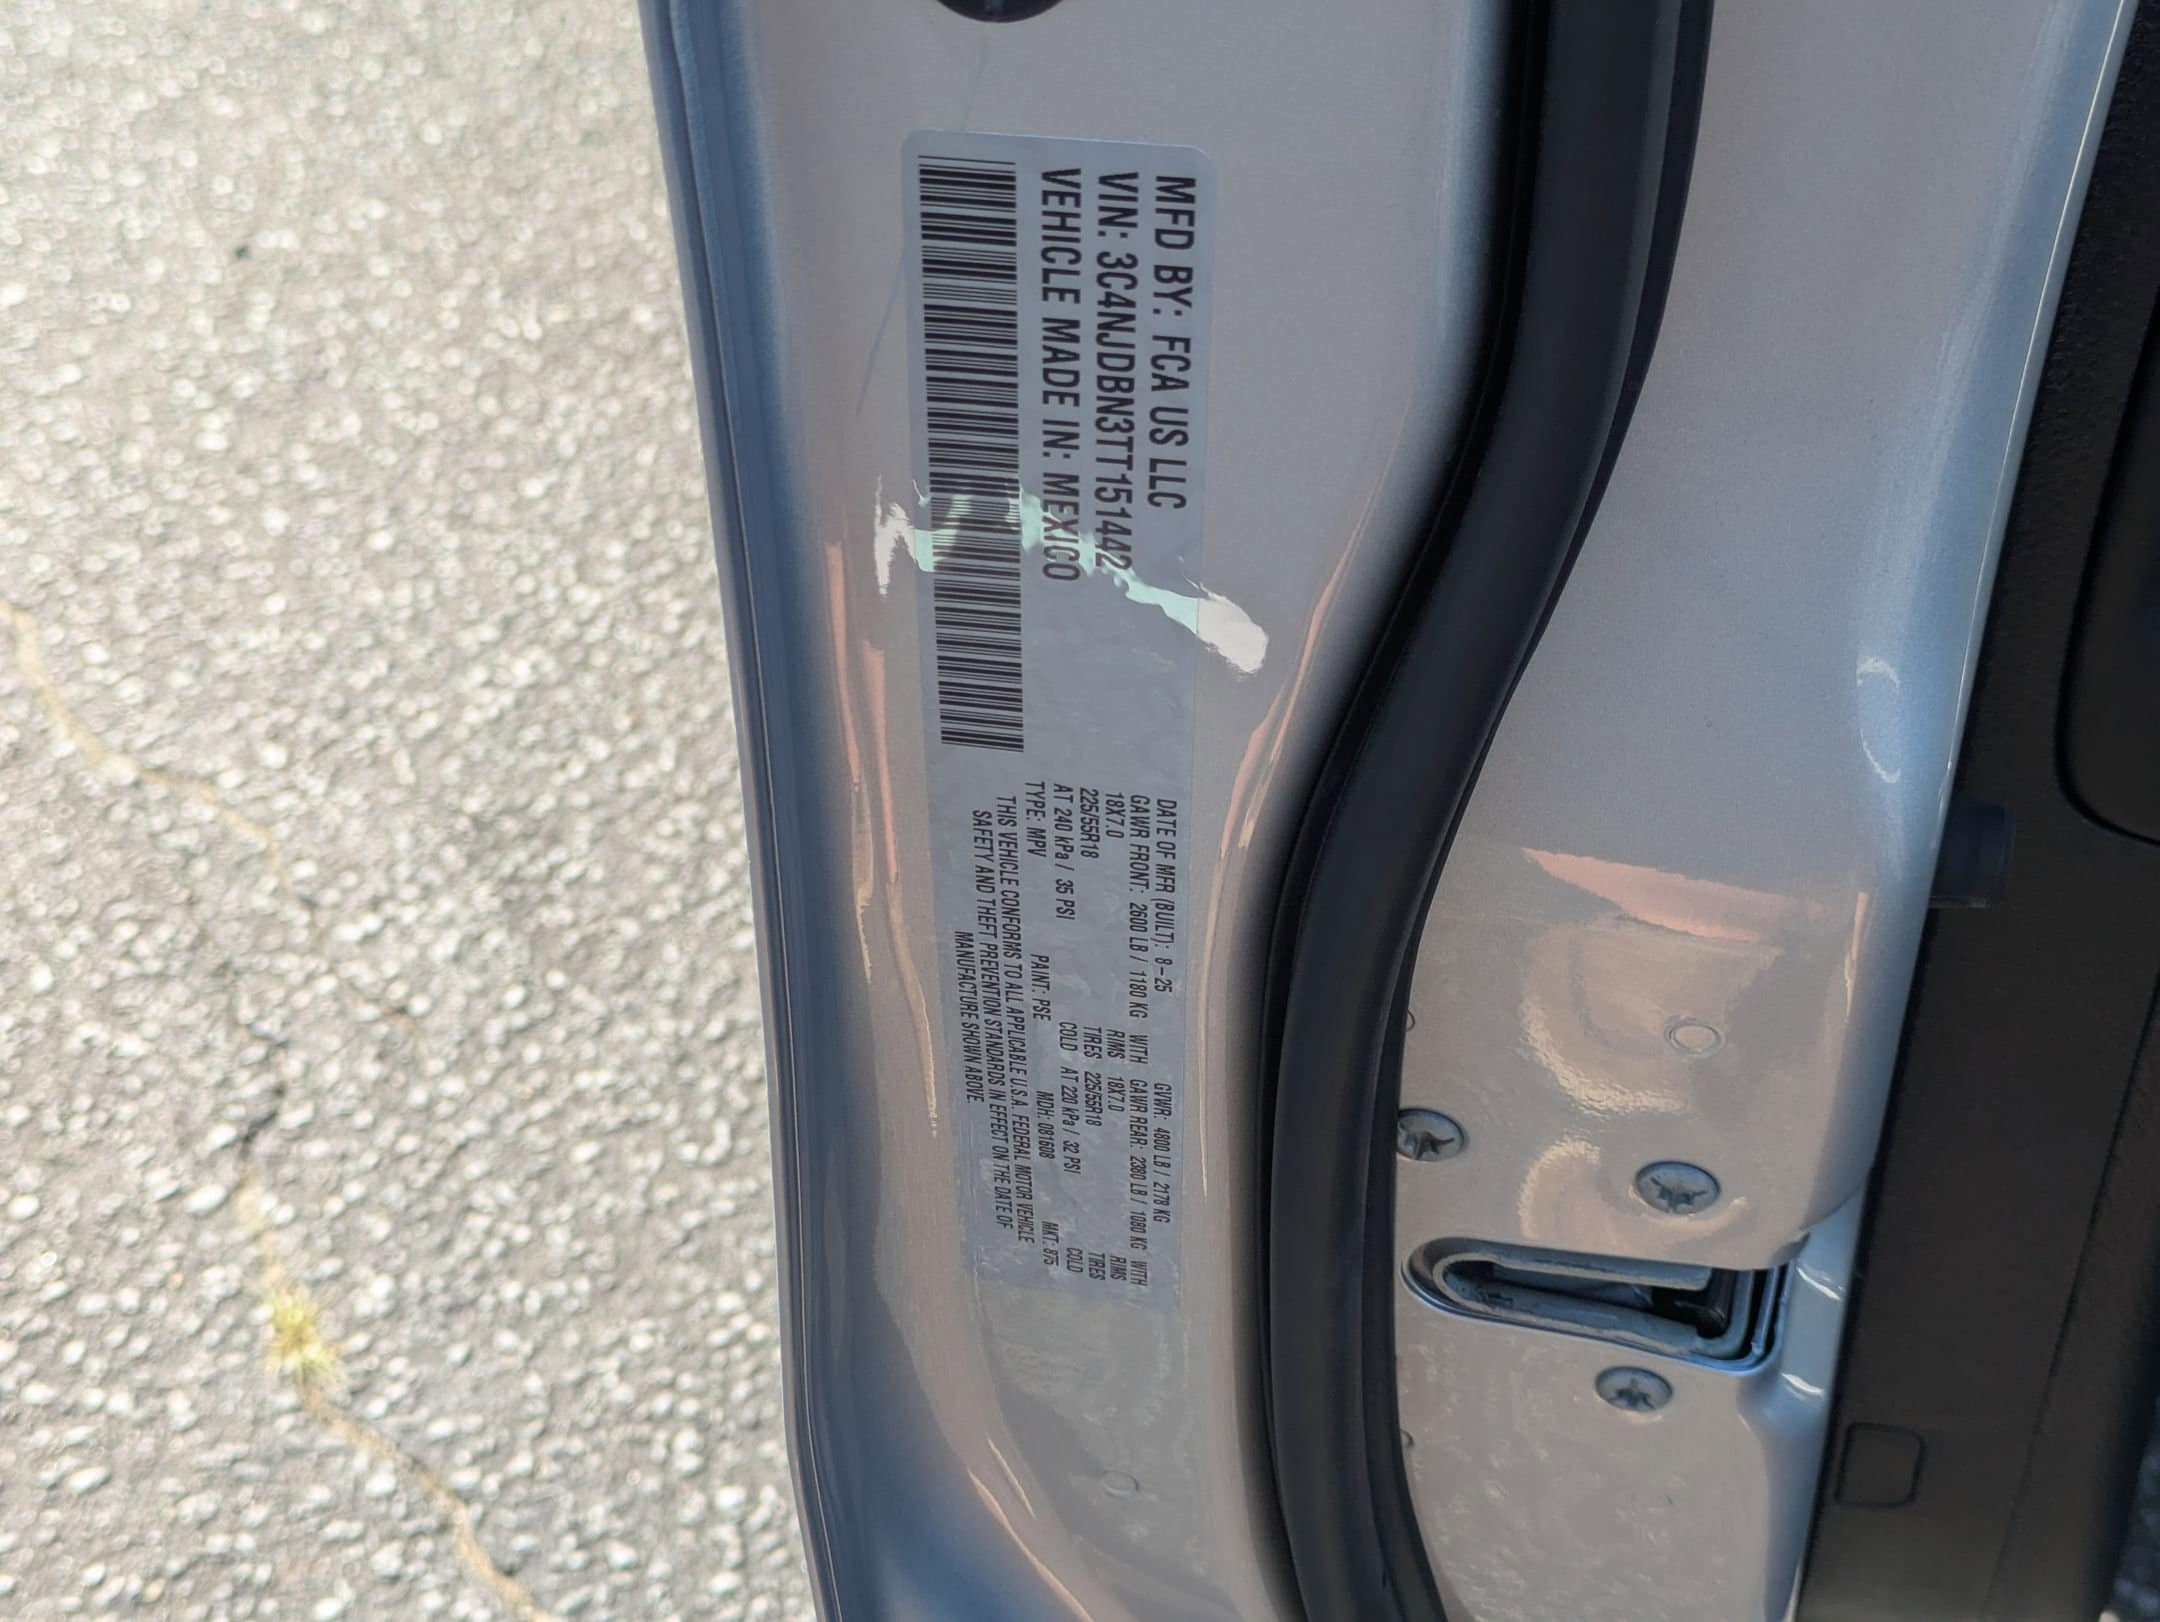 MFD BY: FCA US LLC
VIN: 3C4NJDBN3TT151442
VEHICLE MADE IN: MEXICO
DATE OF MFR (BUILT): 8-25 GVWR: 4800 LB / 2178 KG
GAWR FRONT: 2600 LB / 1180 KG WITH GAWR REAR: 2380 LB / 1080 KG WITH
18X7.0 RIMS 18X7.0 RIMS
225/55R18 TIRES 225/55R18 TIRES
AT 240 kPa / 35 PSI COLD AT 220 kPa / 32 PSI COLD
TYPE: MPV PAINT: PSE MDH: 081608 MKT: 875
THIS VEHICLE CONFORMS TO ALL APPLICABLE U.S.A. FEDERAL MOTOR VEHICLE
SAFETY AND THEFT PREVENTION STANDARDS IN EFFECT ON THE DATE OF
MANUFACTURE SHOWN ABOVE.